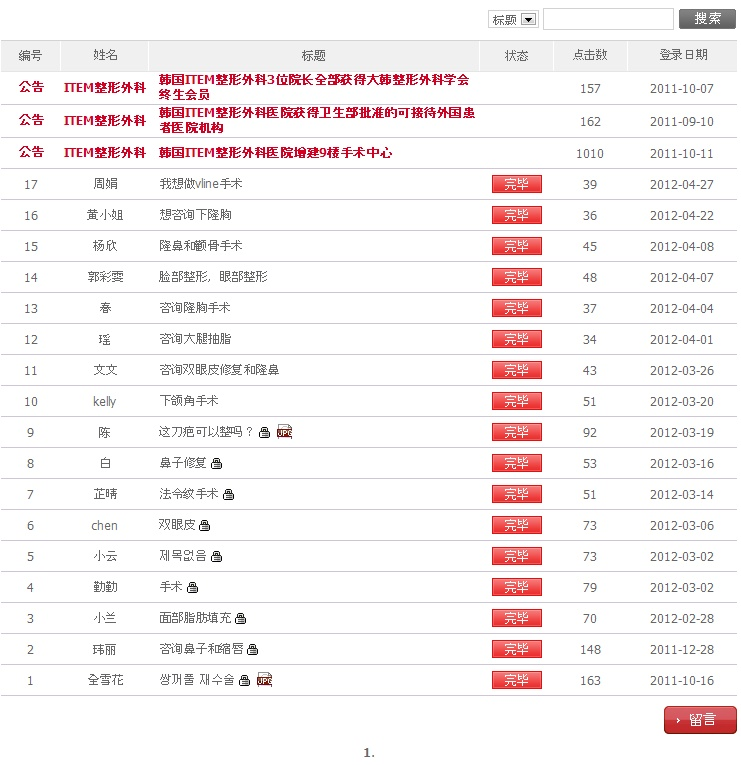 标题 搜索
编号 姓名 标题 状态 点击数 登录日期
公告 ITEM整形外科 韩国ITEM整形外科3位院长全部获得大韩整形外科学会 157 2011-10-07
终生会员
公告 ITEM整形外科 韩国ITEM整形外科医院获得卫生部批准的可接待外国患 162 2011-09-10
者医院机构
公告 ITEM整形外科 韩国ITEM整形外科医院增建9楼手术中心 1010 2011-10-11
17 周娟 我想做vline手术 完毕 39 2012-04-27
16 黄小姐 想咨询下隆胸 完毕 36 2012-04-22
15 杨欣 隆鼻和颧骨手术 完毕 45 2012-04-08
14 郭彩雯 脸部整形，眼部整形 完毕 48 2012-04-07
13 春 咨询隆胸手术 完毕 37 2012-04-04
12 瑶 咨询大腿抽脂 完毕 34 2012-04-01
11 文文 咨询双眼皮修复和隆鼻 完毕 43 2012-03-26
10 kelly 下颌角手术 完毕 51 2012-03-20
9 陈 这刀疤可以整吗？ JPG 完毕 92 2012-03-19
8 白 鼻子修复 完毕 53 2012-03-16
7 芷晴 法令纹手术 完毕 51 2012-03-14
6 chen 双眼皮 完毕 73 2012-03-06
5 小云 제목없음 完毕 73 2012-03-02
4 勤勤 手术 完毕 79 2012-03-02
3 小兰 面部脂肪填充 完毕 70 2012-02-28
2 玮丽 咨询鼻子和缩唇 完毕 148 2011-12-28
1 全雪花 쌍꺼풀 재수술 JPG 完毕 163 2011-10-16
留言
1.